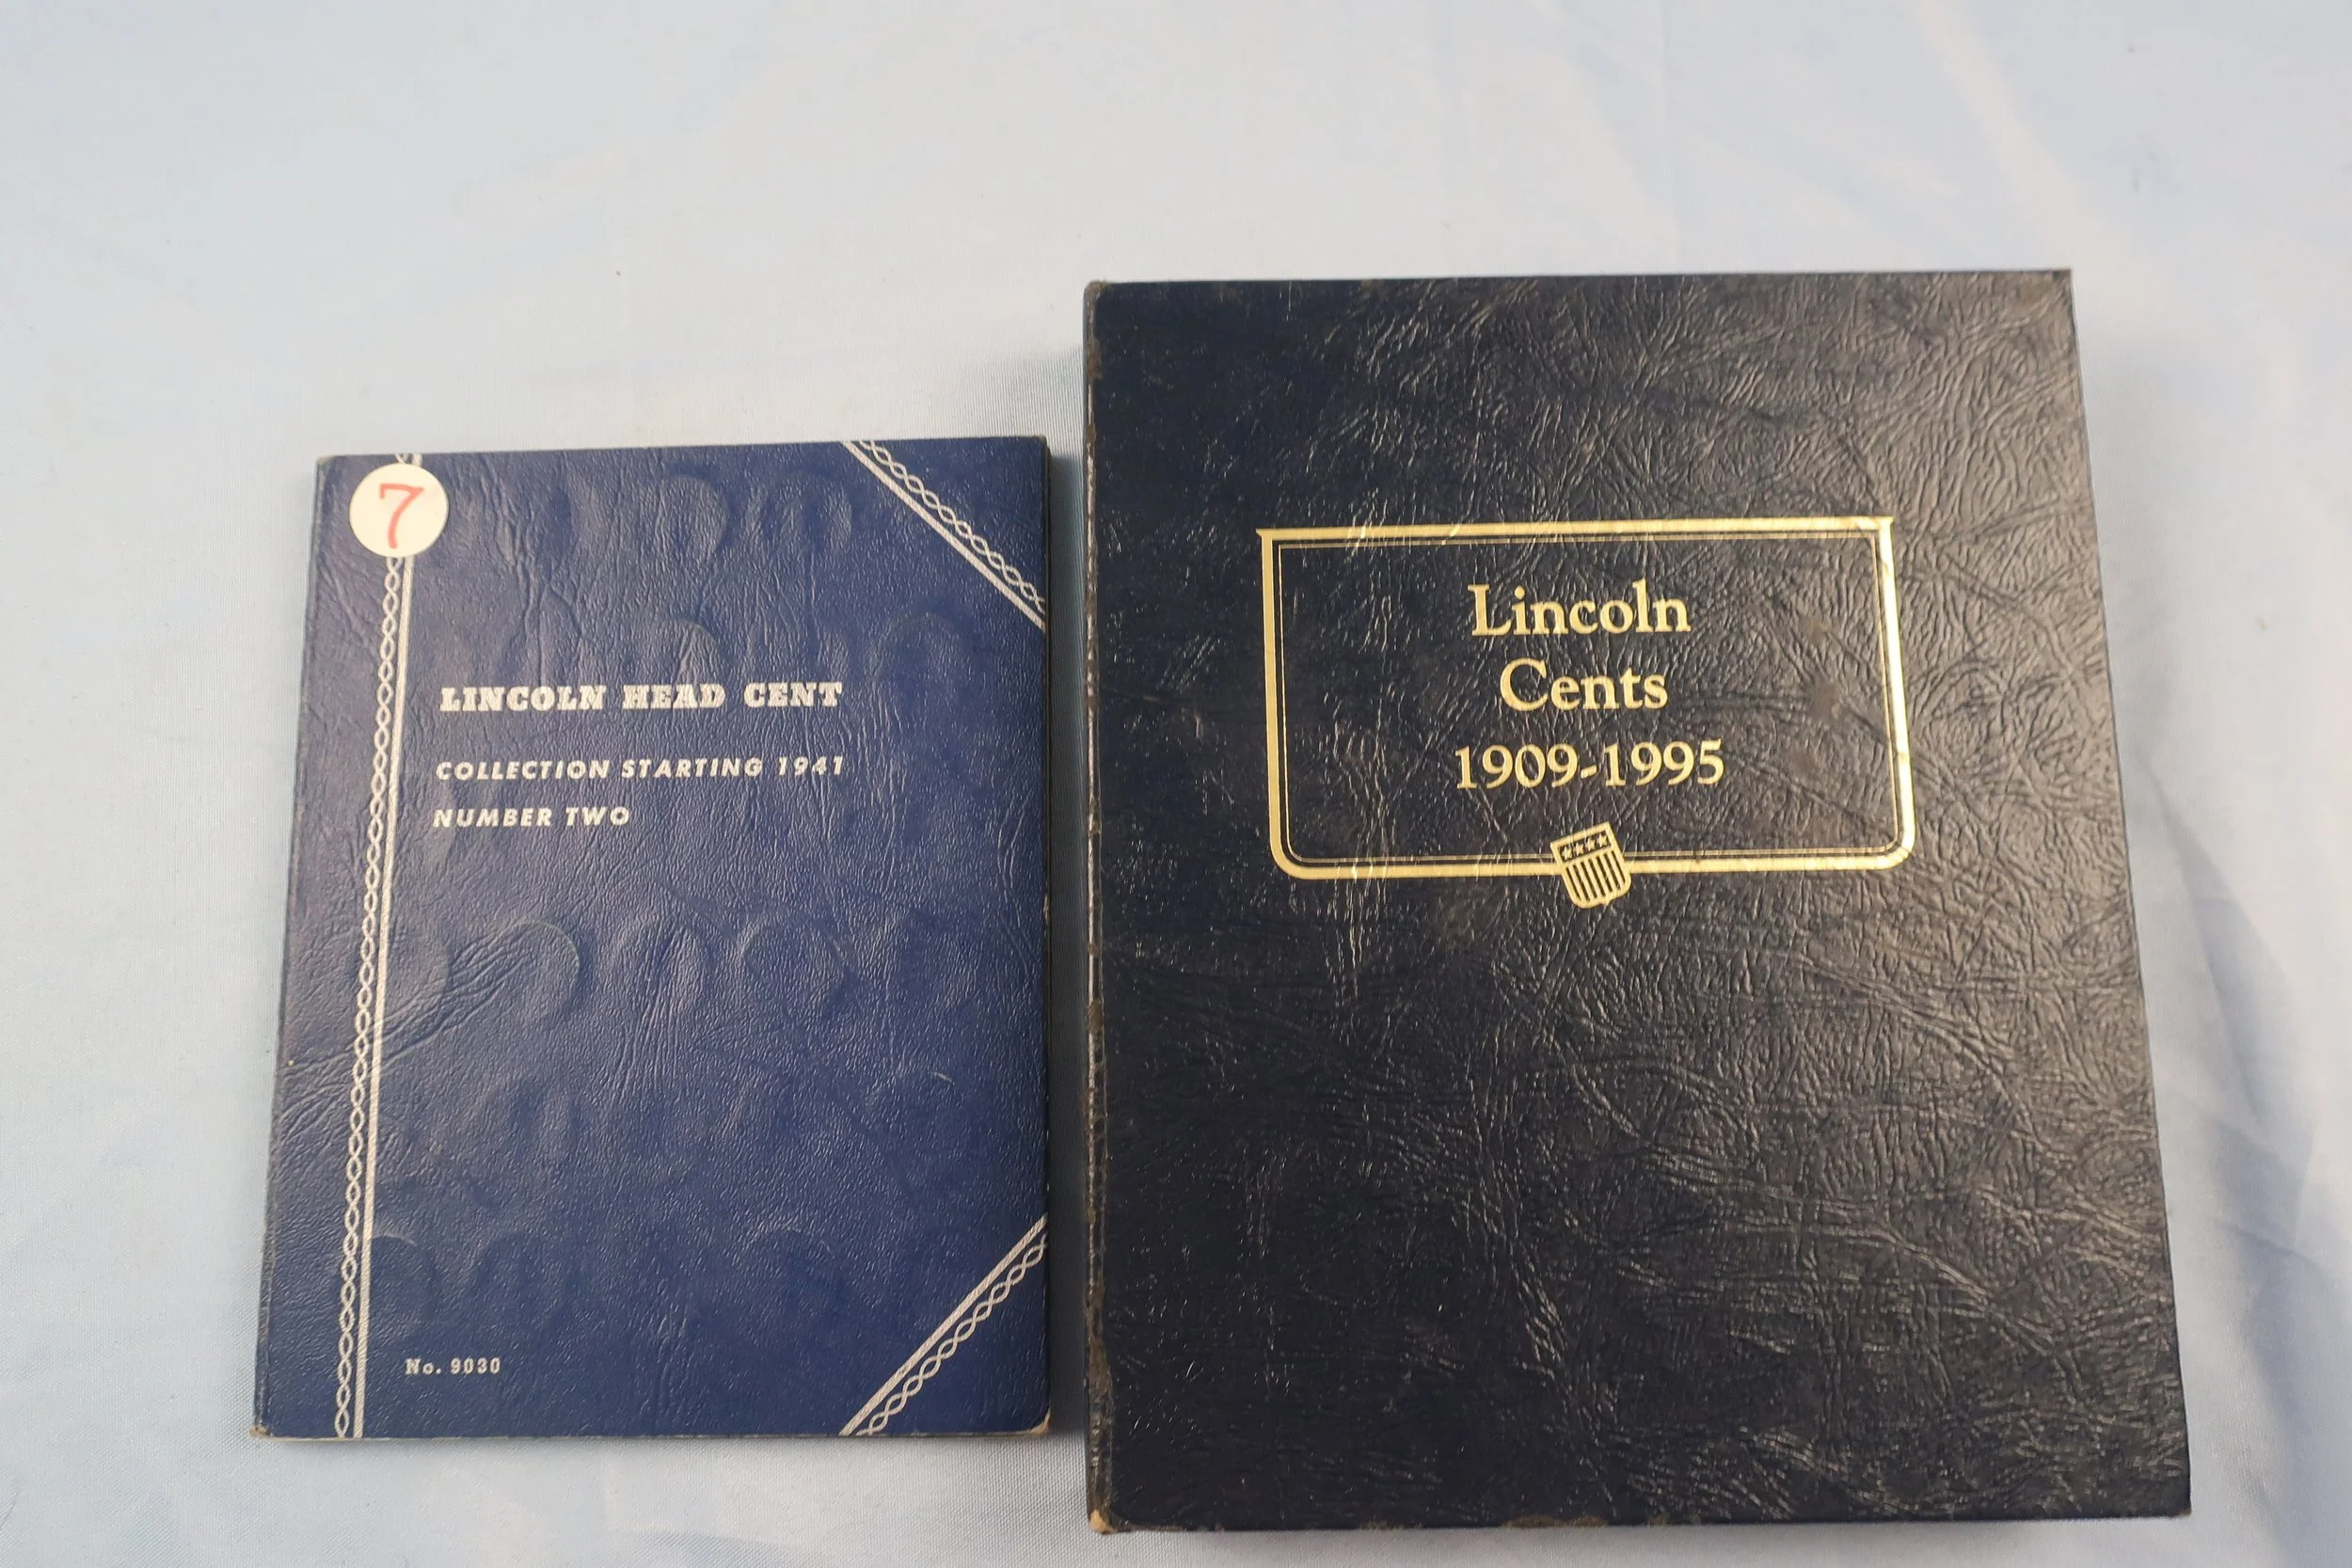 7
LINCOLN HEAD CENT
COLLECTION STARTING 1941
NUMBER TWO
No. 9030
Lincoln
Cents
1909-1995